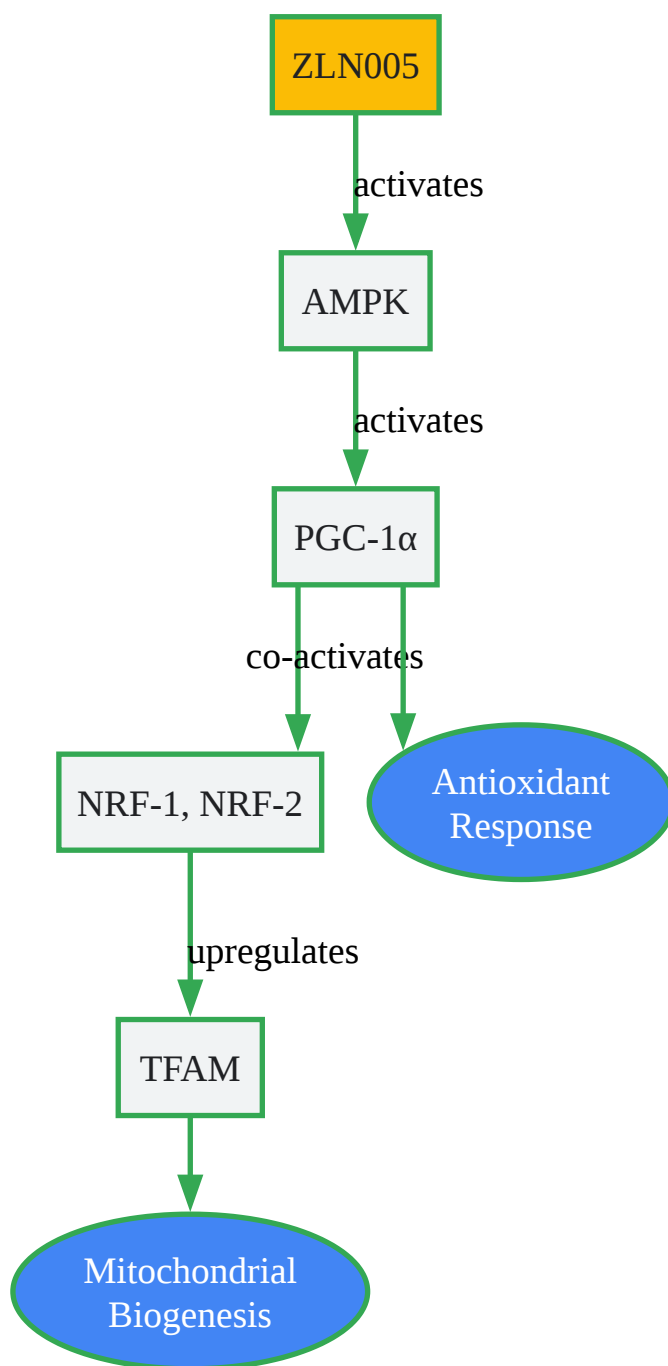 ZLN005
activates
AMPK
activates
PGC-1α
co-activates
NRF-1, NRF-2
Antioxidant
Response
upregulates
TFAM
Mitochondrial
Biogenesis